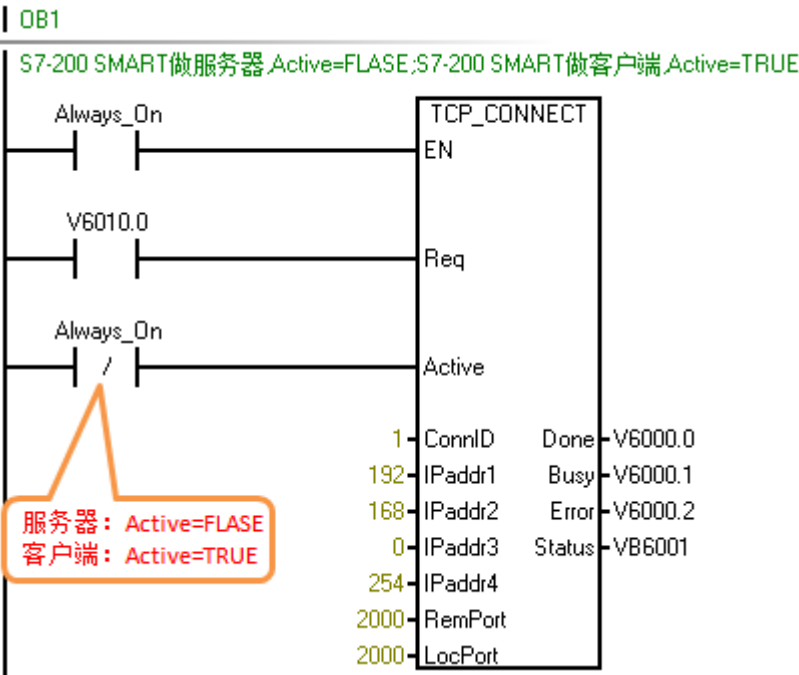 OB1
S7-200 SMART做服务器,Active=FLASE;S7-200 SMART做客户端,Active=TRUE
Always_On
TCP_CONNECT
EN
V6010.0
Req
Always_On
/
Active
1 ConnID Done V6000.0
192 IPaddr1 Busy V6000.1
168 IPaddr2 Error V6000.2
0 IPaddr3 Status VB6001
254 IPaddr4
2000 RemPort
2000 LocPort
服务器：Active=FLASE
客户端：Active=TRUE